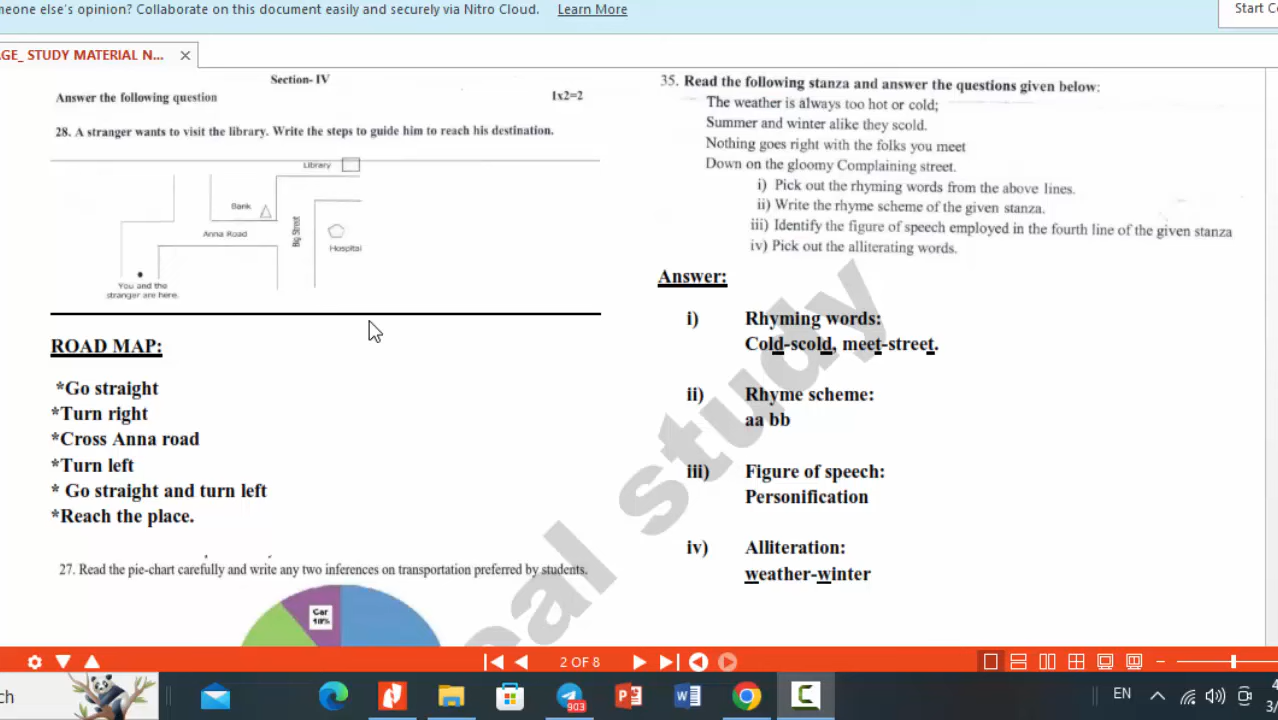 meone else's opinion? Collaborate on this document easily and securely via Nitro Cloud. Learn More
Start Co
AGE_ STUDY MATERIAL N...
Section- IV
Answer the following question 1x2=2
28. A stranger wants to visit the library. Write the steps to guide him to reach his destination.
Library
Bank
Anna Road
Big Street
Hospital
You and the
stranger are here.
ROAD MAP:
*Go straight
*Turn right
*Cross Anna road
*Turn left
* Go straight and turn left
*Reach the place.
27. Read the pie-chart carefully and write any two inferences on transportation preferred by students.
Car
10%
35. Read the following stanza and answer the questions given below:
The weather is always too hot or cold;
Summer and winter alike they scold.
Nothing goes right with the folks you meet
Down on the gloomy Complaining street.
i) Pick out the rhyming words from the above lines.
ii) Write the rhyme scheme of the given stanza.
iii) Identify the figure of speech employed in the fourth line of the given stanza
iv) Pick out the alliterating words.
Answer:
i) Rhyming words:
Cold-scold, meet-street.
ii) Rhyme scheme:
aa bb
iii) Figure of speech:
Personification
iv) Alliteration:
weather-winter
eal study
2 OF 8
ch
903
EN